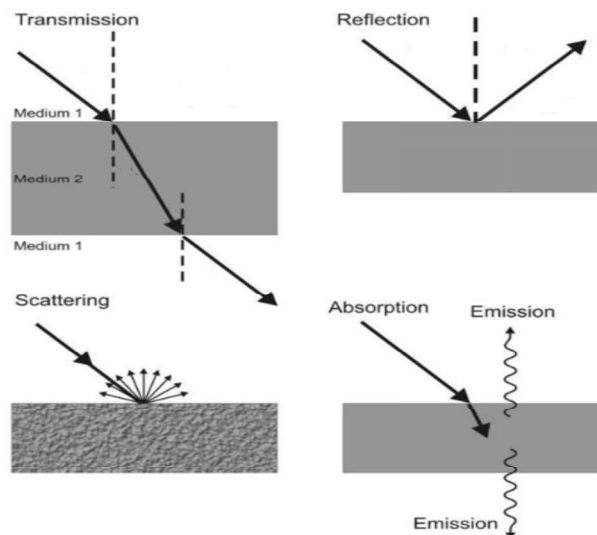 Transmission
Medium 1
Medium 2
Medium 1
Reflection
Scattering
Absorption
Emission
Emission